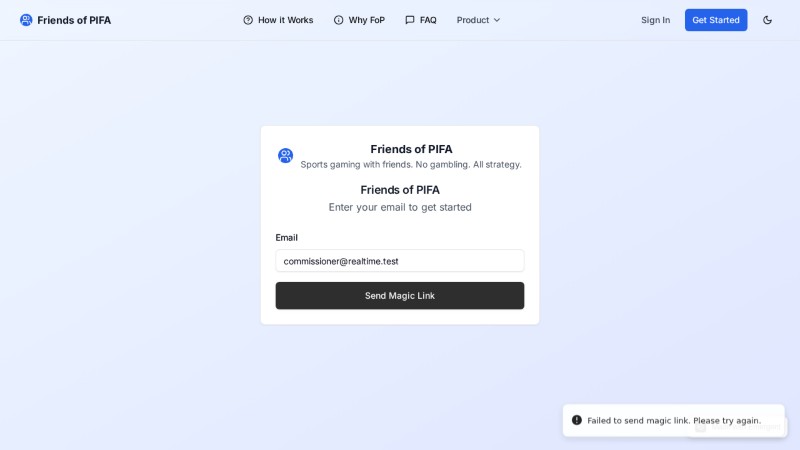 Friends of PIFA
How it Works
Why FoP
FAQ
Product
Sign In
Get Started
Friends of PIFA
Sports gaming with friends. No gambling. All strategy.
Friends of PIFA
Enter your email to get started
Email
commissioner@realtime.test
Send Magic Link
Failed to send magic link. Please try again.